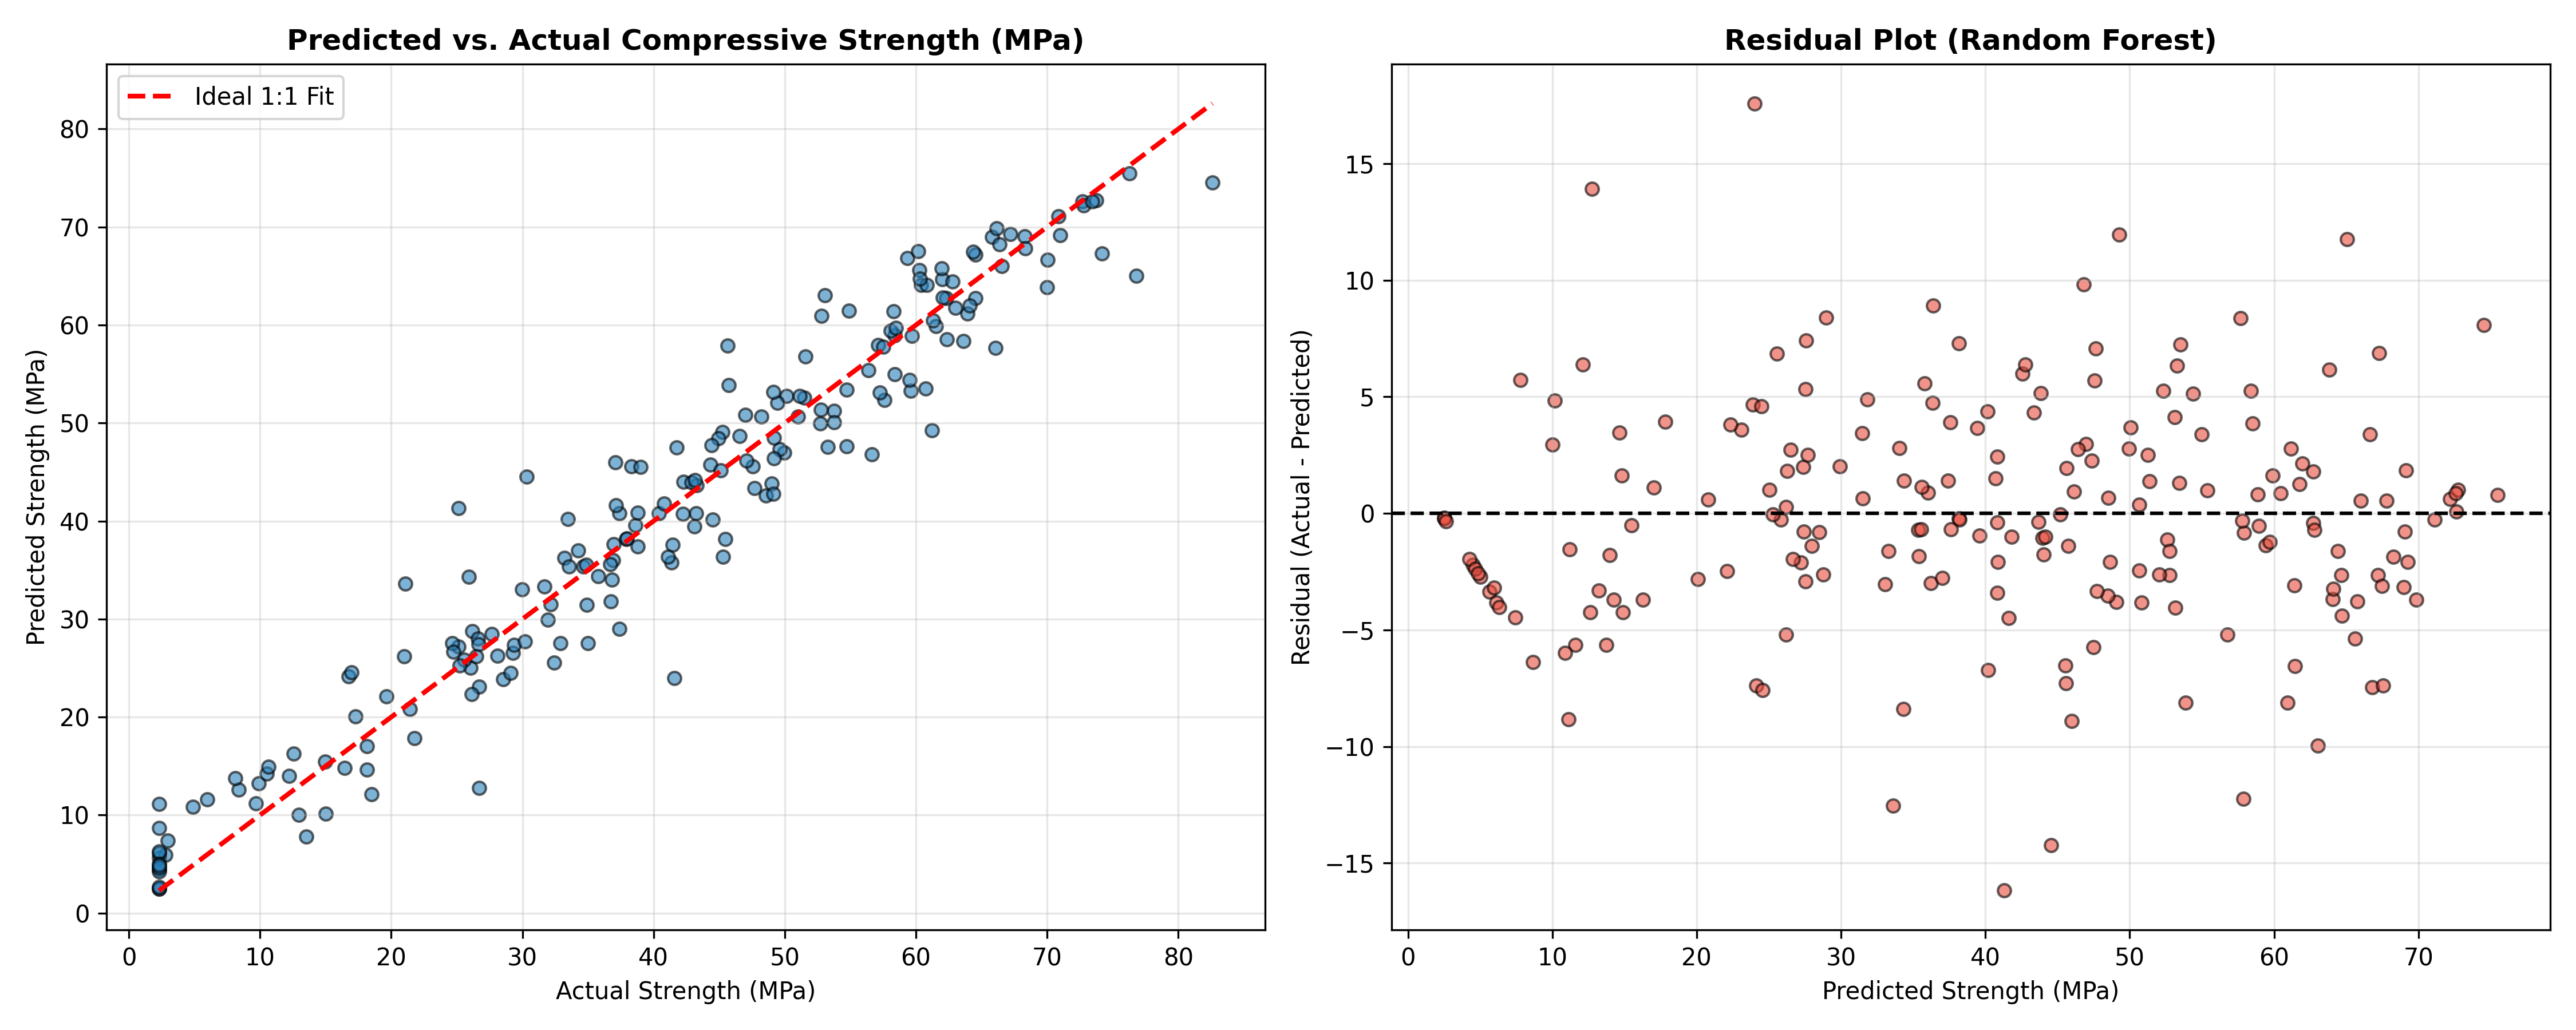 Predicted vs. Actual Compressive Strength (MPa)
Ideal 1:1 Fit
Predicted Strength (MPa)
80
70
60
50
40
30
20
10
0
0 10 20 30 40 50 60 70 80
Actual Strength (MPa)
Residual Plot (Random Forest)
Residual (Actual - Predicted)
15
10
5
0
−5
−10
−15
0 10 20 30 40 50 60 70
Predicted Strength (MPa)